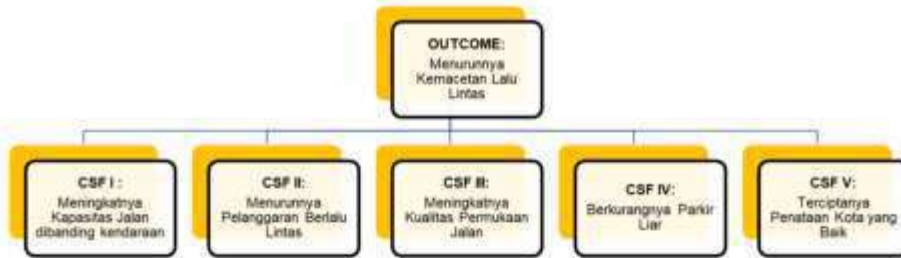 OUTCOME:
Menurunnya
Kemacetan Lalu
Lintas
CSF I :
Meningkatnya
Kapasitas Jalan
dibanding kendaraan
CSF II:
Menurunnya
Pelanggaran Berlalu
Lintas
CSF III:
Meningkatnya
Kualitas Permukaan
Jalan
CSF IV:
Berkurangnya Parkir
Liar
CSF V:
Terciptanya
Penataan Kota yang
Baik